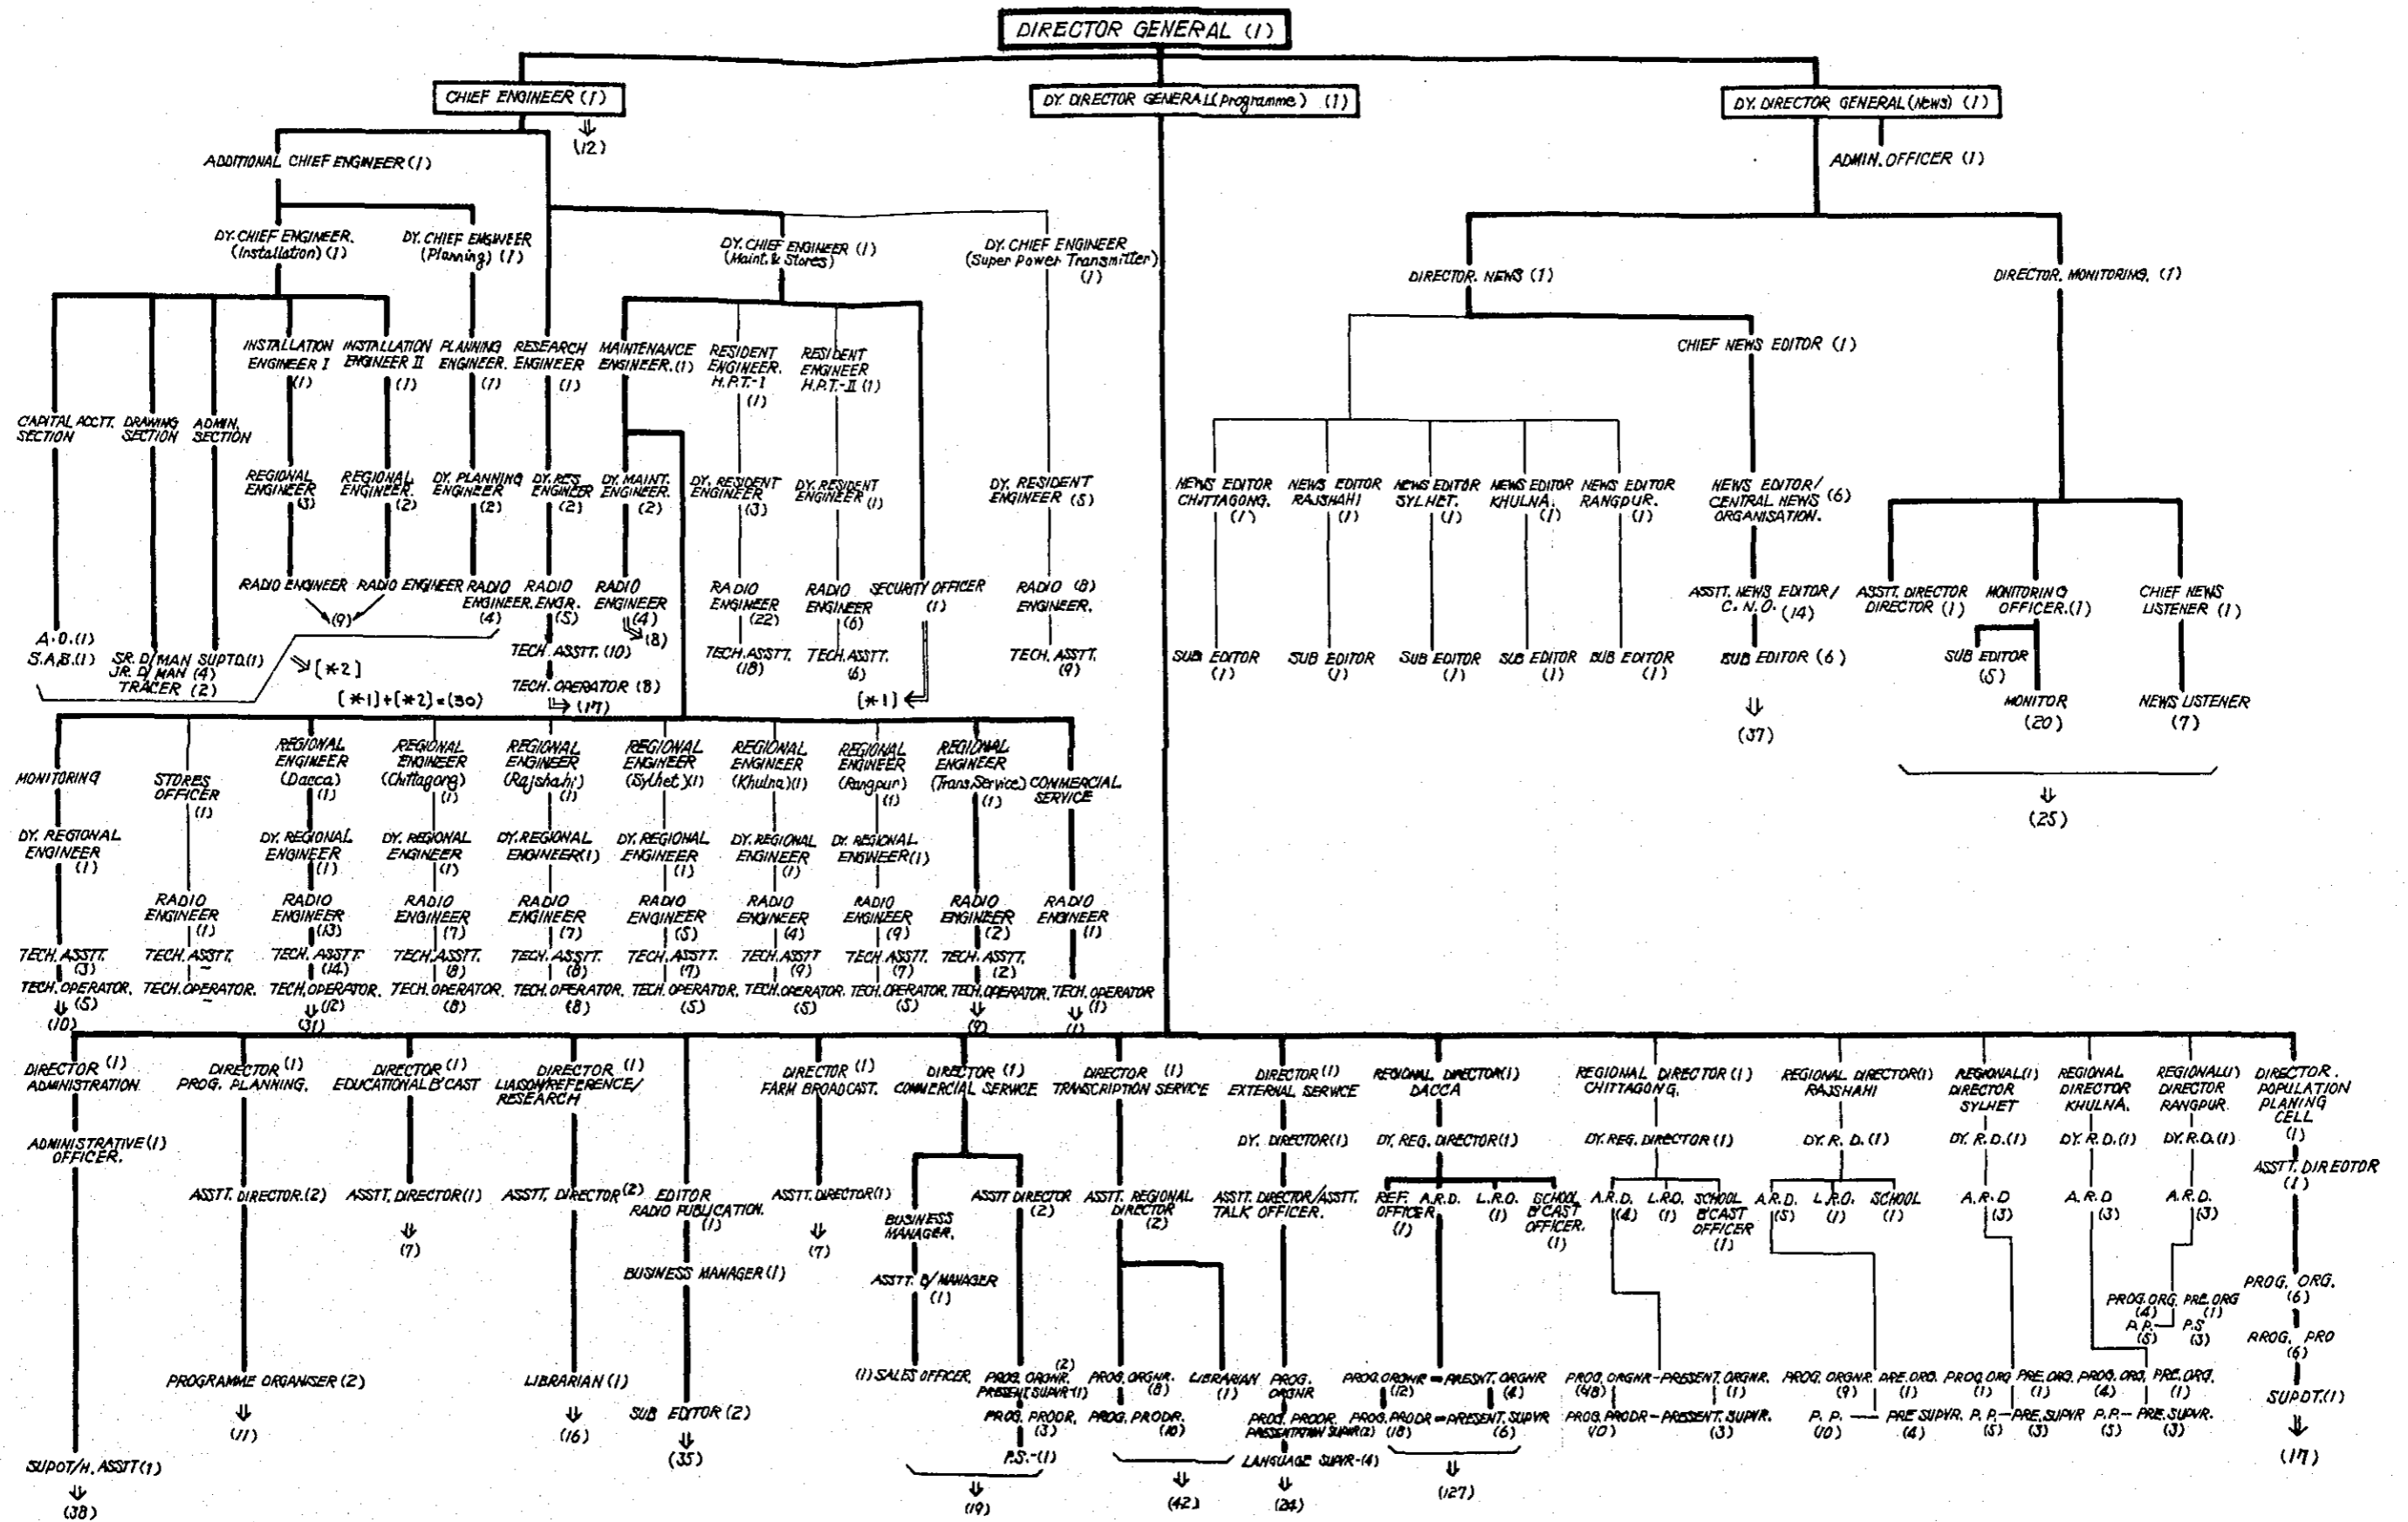 DIRECTOR GENERAL (1)
CHIEF ENGINEER (1)
DY. DIRECTOR GENERAL (Programme) (1)
DY. DIRECTOR GENERAL (News) (1)
(12)
ADDITIONAL CHIEF ENGINEER (1)
ADMIN. OFFICER (1)
DY. CHIEF ENGINEER.
(Installation) (1)
DY. CHIEF ENGINEER
(Planning) (1)
DY. CHIEF ENGINEER (1)
(Maint. & Stores)
DY. CHIEF ENGINEER
(Super Power Transmitter)
(1)
DIRECTOR. NEWS (1)
DIRECTOR. MONITORING. (1)
INSTALLATION
ENGINEER I
(1)
INSTALLATION
ENGINEER II
(1)
PLANNING
ENGINEER.
(1)
RESEARCH
ENGINEER
(1)
MAINTENANCE
ENGINEER. (1)
RESIDENT
ENGINEER.
H.P.T.-I
(1)
RESIDENT
ENGINEER
H.P.T.-II (1)
CHIEF NEWS EDITOR (1)
CAPITAL ACCTT.
SECTION
DRAWING
SECTION
ADMIN.
SECTION
REGIONAL
ENGINEER
(3)
REGIONAL
ENGINEER.
(2)
DY. PLANNING
ENGINEER
(2)
DY. RES
ENGINEER
(2)
DY. MAINT.
ENGINEER.
(2)
DY. RESIDENT
ENGINEER
(3)
DY. RESIDENT
ENGINEER
(1)
DY. RESIDENT
ENGINEER (5)
NEWS EDITOR
CHITTAGONG.
(1)
NEWS EDITOR
RAJSHAHI
(1)
NEWS EDITOR
SYLHET.
(1)
NEWS EDITOR
KHULNA.
(1)
NEWS EDITOR
RANGPUR.
(1)
NEWS EDITOR/
CENTRAL NEWS (6)
ORGANISATION.
RADIO ENGINEER
RADIO ENGINEER
(9)
RADIO
ENGINEER.
(4)
RADIO
ENGR.
(5)
RADIO
ENGINEER
(4)
(8)
RADIO
ENGINEER
(22)
RADIO
ENGINEER
(6)
SECURITY OFFICER
(1)
RADIO (8)
ENGINEER.
ASSTT. NEWS EDITOR/
C. N. O. (14)
ASSTT. DIRECTOR
DIRECTOR (1)
MONITORING
OFFICER. (1)
CHIEF NEWS
LISTENER (1)
A.O. (1)
S.A.B. (1)
SR. D/MAN
JR. D/MAN (4)
TRACER (2)
SUPTD. (1)
[*2]
TECH. ASSTT. (10)
TECH. OPERATOR (8)
(17)
TECH. ASSTT.
(18)
TECH. ASSTT.
(6)
TECH. ASSTT.
(9)
[*1] + [*2] = (30)
[*1]
SUB EDITOR
(1)
SUB EDITOR
(1)
SUB EDITOR
(1)
SUB EDITOR
(1)
SUB EDITOR
(1)
SUB EDITOR (6)
(37)
SUB EDITOR
(5)
MONITOR
(20)
NEWS LISTENER
(7)
(25)
MONITORING
STORES
OFFICER
(1)
REGIONAL
ENGINEER
(Dacca)
(1)
REGIONAL
ENGINEER
(Chittagong)
(1)
REGIONAL
ENGINEER
(Rajshahi)
(1)
REGIONAL
ENGINEER
(Sylhet) (1)
REGIONAL
ENGINEER
(Khulna) (1)
REGIONAL
ENGINEER
(Rangpur)
(1)
REGIONAL
ENGINEER
(Trans. Service)
(1)
COMMERCIAL
SERVICE
DY. REGIONAL
ENGINEER
(1)
DY. REGIONAL
ENGINEER
(1)
DY. REGIONAL
ENGINEER
(1)
DY. REGIONAL
ENGINEER (1)
DY. REGIONAL
ENGINEER
(1)
DY. REGIONAL
ENGINEER
(1)
DY. REGIONAL
ENGINEER (1)
RADIO
ENGINEER
(1)
RADIO
ENGINEER
(13)
RADIO
ENGINEER
(7)
RADIO
ENGINEER
(7)
RADIO
ENGINEER
(5)
RADIO
ENGINEER
(4)
RADIO
ENGINEER
(9)
RADIO
ENGINEER
(2)
RADIO
ENGINEER
(1)
TECH. ASSTT.
(3)
TECH. ASSTT.
-
TECH. ASSTT.
(14)
TECH. ASSTT.
(8)
TECH. ASSTT.
(8)
TECH. ASSTT.
(7)
TECH. ASSTT
(9)
TECH. ASSTT.
(7)
TECH. ASSTT.
(2)
TECH. OPERATOR.
(5)
(10)
TECH. OPERATOR.
-
TECH. OPERATOR.
(12)
(31)
TECH. OPERATOR.
(8)
TECH. OPERATOR.
(8)
TECH. OPERATOR.
(5)
TECH. OPERATOR.
(5)
TECH. OPERATOR.
(5)
TECH. OPERATOR.
(9)
TECH. OPERATOR
(1)
(1)
DIRECTOR (1)
ADMINISTRATION.
DIRECTOR (1)
PROG. PLANNING.
DIRECTOR (1)
EDUCATIONAL B'CAST
DIRECTOR (1)
LIAISON/REFERENCE/
RESEARCH
DIRECTOR (1)
FARM BROADCAST.
DIRECTOR (1)
COMMERCIAL SERVICE
DIRECTOR (1)
TRANSCRIPTION SERVICE
DIRECTOR (1)
EXTERNAL SERVICE
REGIONAL DIRECTOR (1)
DACCA
REGIONAL DIRECTOR (1)
CHITTAGONG.
REGIONAL DIRECTOR (1)
RAJSHAHI
REGIONAL (1)
DIRECTOR
SYLHET
REGIONAL
DIRECTOR
KHULNA.
REGIONAL (1)
DIRECTOR
RANGPUR.
DIRECTOR.
POPULATION
PLANING
CELL
(1)
ADMINISTRATIVE (1)
OFFICER.
DY. DIRECTOR (1)
DY. REG. DIRECTOR (1)
DY. REG. DIRECTOR (1)
DY. R. D. (1)
DY. R. D. (1)
DY. R. D. (1)
DY. R. D. (1)
ASSTT. DIRECTOR
(1)
ASSTT. DIRECTOR. (2)
ASSTT. DIRECTOR (1)
(7)
ASSTT. DIRECTOR (2)
EDITOR
RADIO PUBLICATION.
(1)
ASSTT. DIRECTOR (1)
(7)
BUSINESS
MANAGER.
ASSTT DIRECTOR
(2)
ASSTT. REGIONAL
DIRECTOR
(2)
ASSTT. DIRECTOR/ASSTT.
TALK OFFICER.
REF.
OFFICER
(1)
A.R.D.
L.R.O.
(1)
SCHOOL
B'CAST
OFFICER.
(1)
A.R.D.
(4)
L.R.O.
(1)
SCHOOL
B'CAST
OFFICER
(1)
A.R.D.
(5)
L.R.O.
(1)
SCHOOL
(1)
A.R.D
(3)
A.R.D
(3)
A.R.D.
(3)
BUSINESS MANAGER (1)
ASSTT. B/MANAGER
(1)
PROG. ORG.
(6)
PROG. ORG.
(4)
PRE. ORG
(1)
P.P.
(5)
P.S
(3)
PROG. PRO
(6)
PROGRAMME ORGANISER (2)
(11)
LIBRARIAN (1)
(16)
SUB EDITOR (2)
(35)
(1) SALES OFFICER.
(2)
PROG. ORGNR.
PRESENT SUPVR (1)
PROG. PRODR.
(3)
P.S.-(1)
(19)
PROG. ORGNR.
(8)
PROG. PRODR.
(10)
LIBRARIAN
(1)
(42)
PROG.
ORGNR
PROG. PRODR.
PRESENTATION SUPVR (2)
LANGUAGE SUPVR-(4)
(24)
PROG. ORGNR - PRESNT. ORGNR
(12) (4)
PROG. PRODR - PRESENT. SUPVR
(18) (6)
(127)
PROG. ORGNR - PRESENT. ORGNR.
(1)
PROG. PRODR - PRESENT. SUPVR.
(10) (3)
PROG. ORGNR. PRE. ORG.
(9) (1)
P. P. - PRE SUPVR.
(10) (4)
PROG. ORG PRE. ORG.
(1) (1)
P. P. - PRE. SUPVR
(5) (3)
PROG. ORG. PRE. ORG.
(4) (1)
P.P. - PRE. SUPVR.
(5) (3)
SUPDT. (1)
(17)
SUPDT/H. ASSTT (1)
(38)